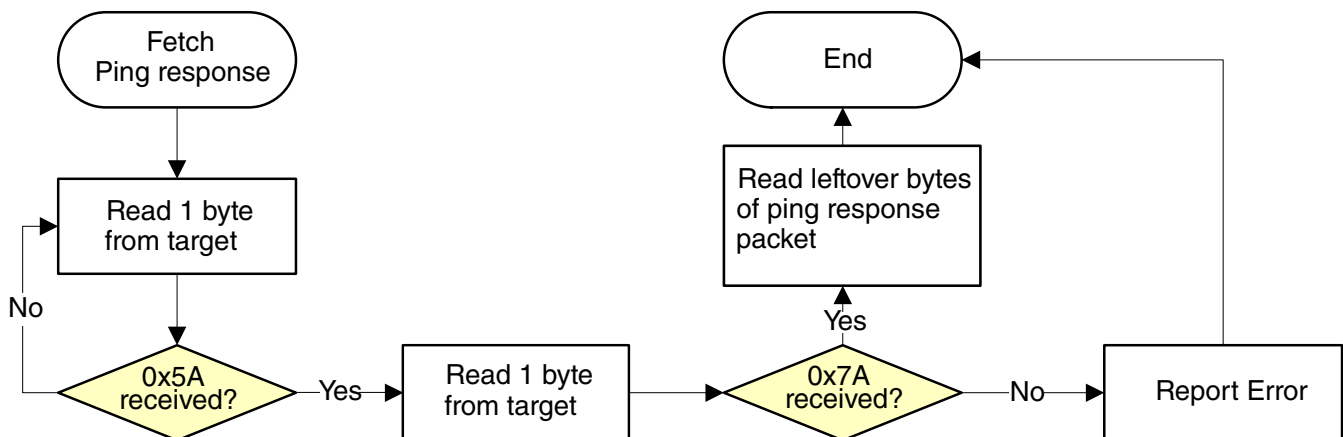 Fetch
Ping response
Read 1 byte
from target
No
0x5A
received?
Yes
Read 1 byte
from target
0x7A
received?
Yes
Read leftover bytes
of ping response
packet
End
No
Report Error